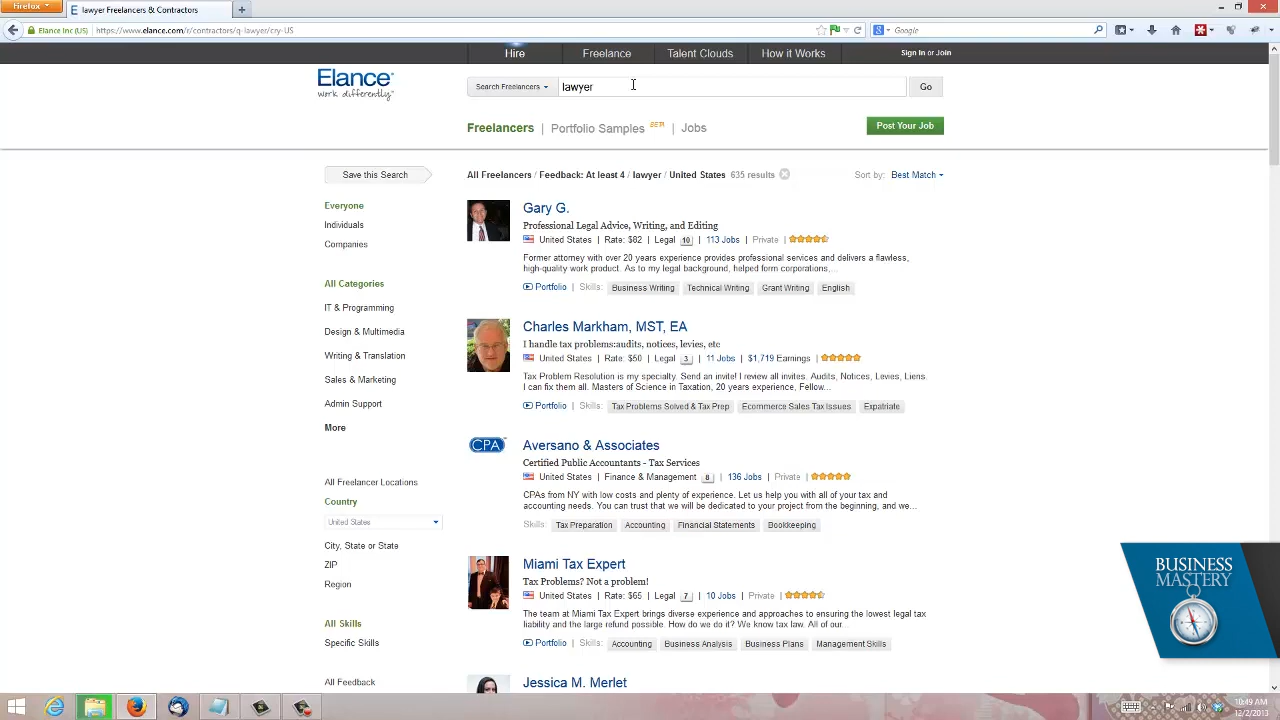 Firefox
lawyer Freelancers & Contractors
Elance Inc (US)
https://www.elance.com/r/contractors/q-lawyer/cry-US
Google
Hire
Freelance
Talent Clouds
How it Works
Sign In or Join
Elance
work differently
Search Freelancers
lawyer
Go
Freelancers | Portfolio Samples BETA | Jobs
Post Your Job
Save this Search
All Freelancers / Feedback: At least 4 / lawyer / United States 635 results
Sort by: Best Match
Everyone
Individuals
Companies
All Categories
IT & Programming
Design & Multimedia
Writing & Translation
Sales & Marketing
Admin Support
More
All Freelancer Locations
Country
United States
City, State or State
ZIP
Region
All Skills
Specific Skills
All Feedback
Gary G.
Professional Legal Advice, Writing, and Editing
United States | Rate: $82 | Legal 10 | 113 Jobs | Private
Former attorney with over 20 years experience provides professional services and delivers a flawless,
high-quality work product. As to my legal background, helped form corporations,...
Portfolio | Skills: Business Writing Technical Writing Grant Writing English
Charles Markham, MST, EA
I handle tax problems:audits, notices, levies, etc
United States | Rate: $50 | Legal 3 | 11 Jobs | $1,719 Earnings |
Tax Problem Resolution is my specialty. Send an invite! I review all invites. Audits, Notices, Levies, Liens.
I can fix them all. Masters of Science in Taxation, 20 years experience, Fellow...
Portfolio | Skills: Tax Problems Solved & Tax Prep Ecommerce Sales Tax Issues Expatriate
CPA
Aversano & Associates
Certified Public Accountants - Tax Services
United States | Finance & Management 8 | 136 Jobs | Private
CPAs from NY with low costs and plenty of experience. Let us help you with all of your tax and
accounting needs. You can trust that we will be dedicated to your project from the beginning, and we...
Skills: Tax Preparation Accounting Financial Statements Bookkeeping
Miami Tax Expert
Tax Problems? Not a problem!
United States | Rate: $65 | Legal 7 | 10 Jobs | Private
The team at Miami Tax Expert brings diverse experience and approaches to ensuring the lowest legal tax
liability and the large refund possible. How do we do it? We know tax law. All of our...
Portfolio | Skills: Accounting Business Analysis Business Plans Management Skills
Jessica M. Merlet
BUSINESS
MASTERY
10:49 AM
12/2/2013